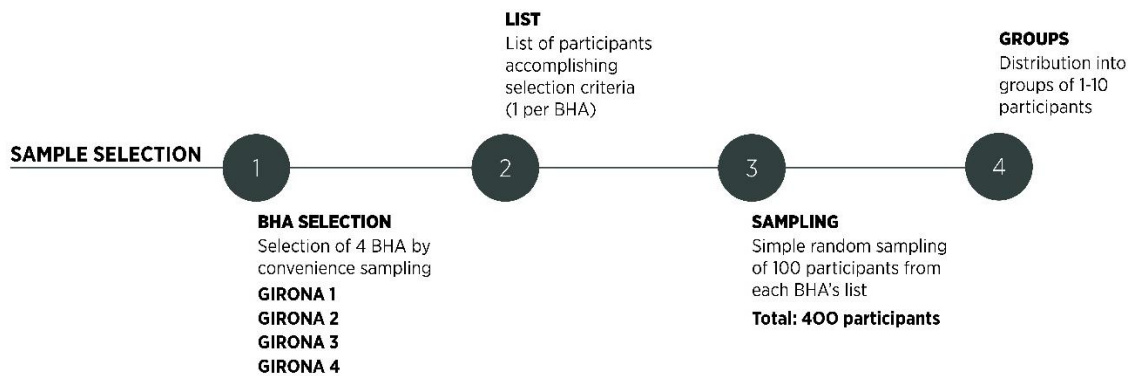 SAMPLE SELECTION
1
BHA SELECTION
Selection of 4 BHA by
convenience sampling
GIRONA 1
GIRONA 2
GIRONA 3
GIRONA 4
LIST
List of participants
accomplishing
selection criteria
(1 per BHA)
2
3
SAMPLING
Simple random sampling
of 100 participants from
each BHA's list
Total: 400 participants
GROUPS
Distribution into
groups of 1-10
participants
4